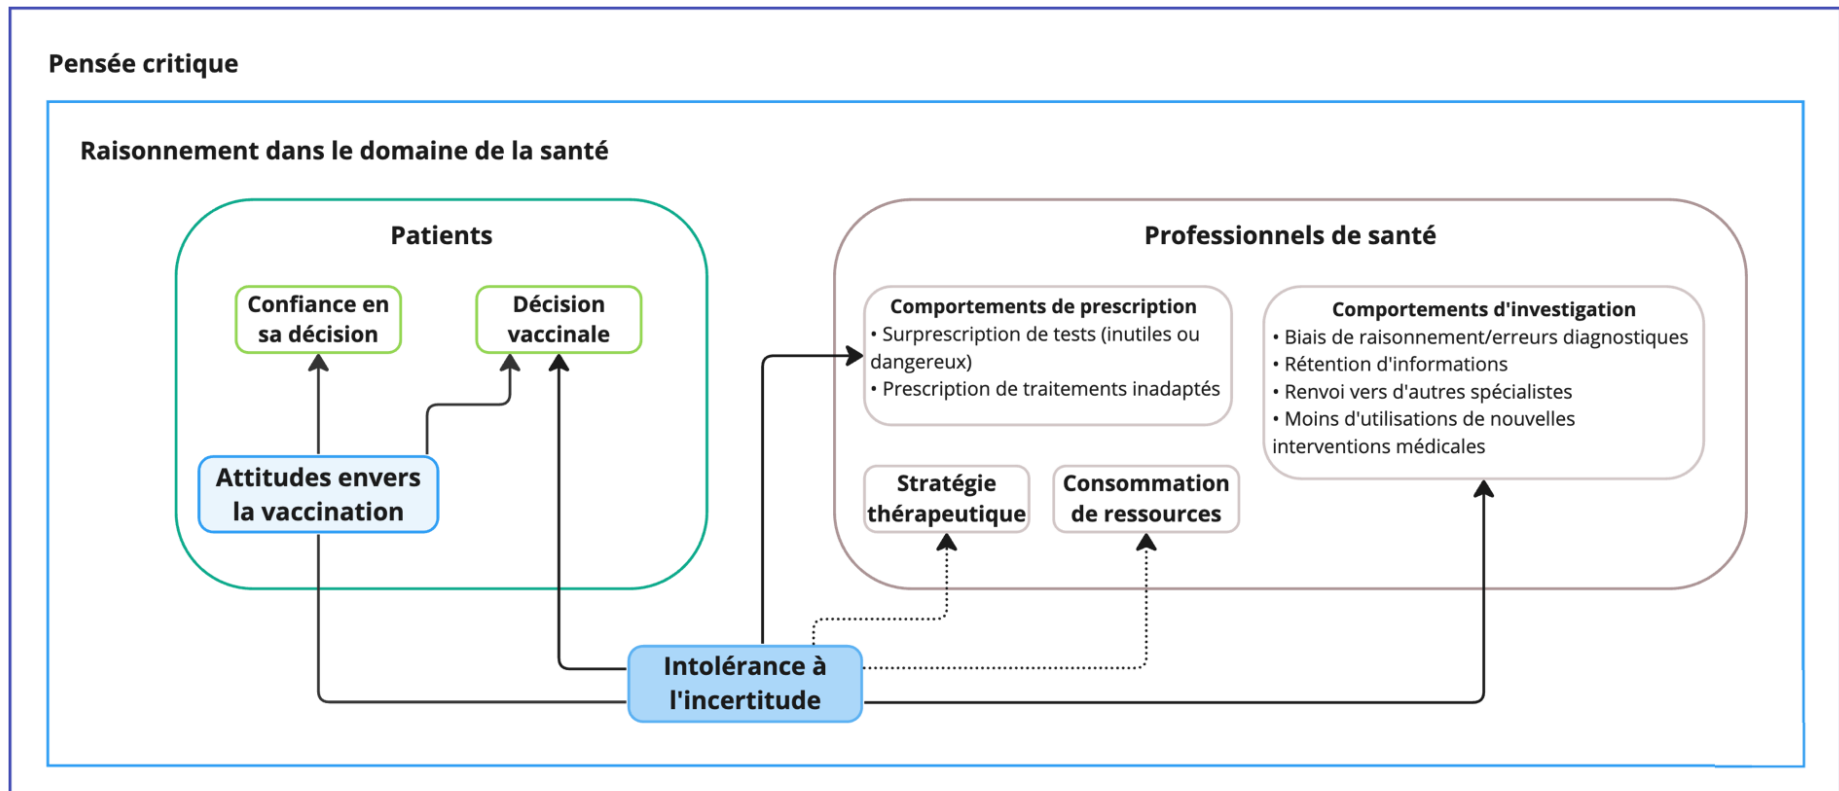 Pensée critique
Raisonnement dans le domaine de la santé
Patients
Confiance en
sa décision
Décision
vaccinale
Attitudes envers
la vaccination
Professionnels de santé
Comportements de prescription
• Surprescription de tests (inutiles ou
dangereux)
• Prescription de traitements inadaptés
Comportements d'investigation
• Biais de raisonnement/erreurs diagnostiques
• Rétention d'informations
• Renvoi vers d'autres spécialistes
• Moins d'utilisations de nouvelles
interventions médicales
Stratégie
thérapeutique
Consommation
de ressources
Intolérance à
l'incertitude